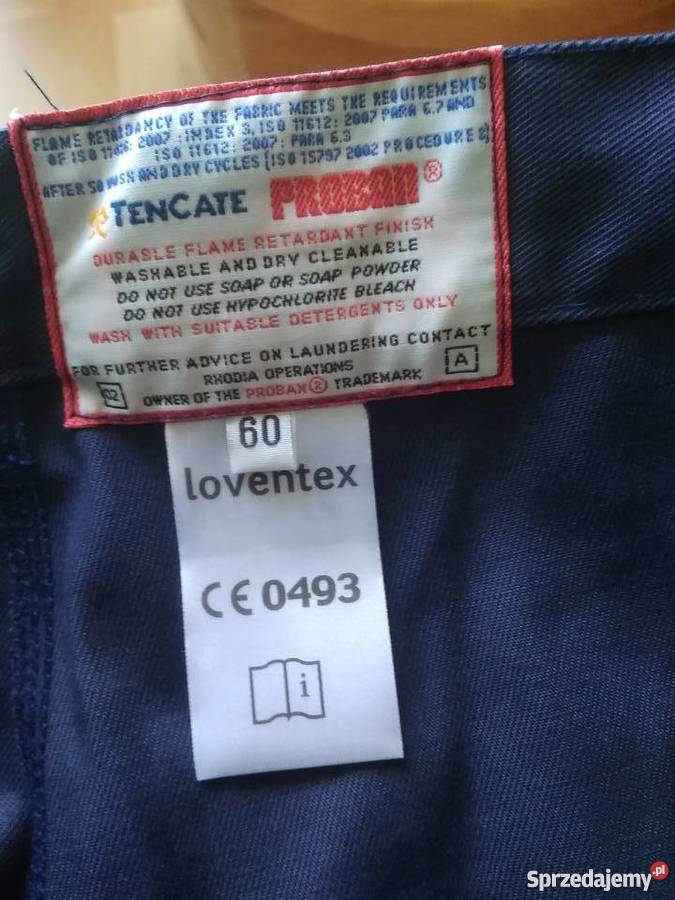 FLAME RETARDANCY OF THE FABRIC MEETS THE REQUIREMENTS
OF ISO 2007 :INDEX 3, ISO 11612: 2007 PARA 6.7 AND
ISO 11612: 2007: PARA 6.3
AFTER 50 WSH AND DRY CYCLES (ISO 15797 2002 PROCEDURE 8)
TENCATE PROBAN®
DURABLE FLAME RETARDANT FINISH
WASHABLE AND DRY CLEANABLE
DO NOT USE SOAP OR SOAP POWDER
DO NOT USE HYPOCHLORITE BLEACH
WASH WITH SUITABLE DETERGENTS ONLY
FOR FURTHER ADVICE ON LAUNDERING CONTACT
RHODIA OPERATIONS A
OWNER OF THE PROBAN® TRADEMARK
60
loventex
CE 0493
i
Sprzedajemy.pl